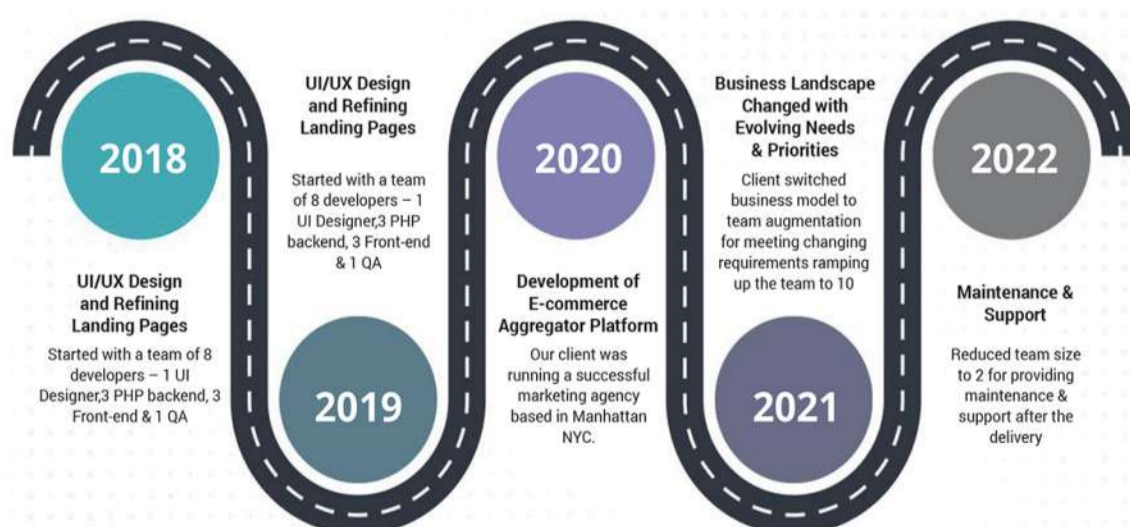 2018
UI/UX Design
and Refining
Landing Pages
Started with a team of 8
developers – 1 UI
Designer,3 PHP backend, 3
Front-end & 1 QA
UI/UX Design
and Refining
Landing Pages
Started with a team
of 8 developers – 1
UI Designer,3 PHP
backend, 3 Front-end
& 1 QA
2019
2020
Development of
E-commerce
Aggregator Platform
Our client was
running a successful
marketing agency
based in Manhattan
NYC.
Business Landscape
Changed with
Evolving Needs
& Priorities
Client switched
business model to
team augmentation
for meeting changing
requirements ramping
up the team to 10
2021
2022
Maintenance &
Support
Reduced team size
to 2 for providing
maintenance &
support after the
delivery